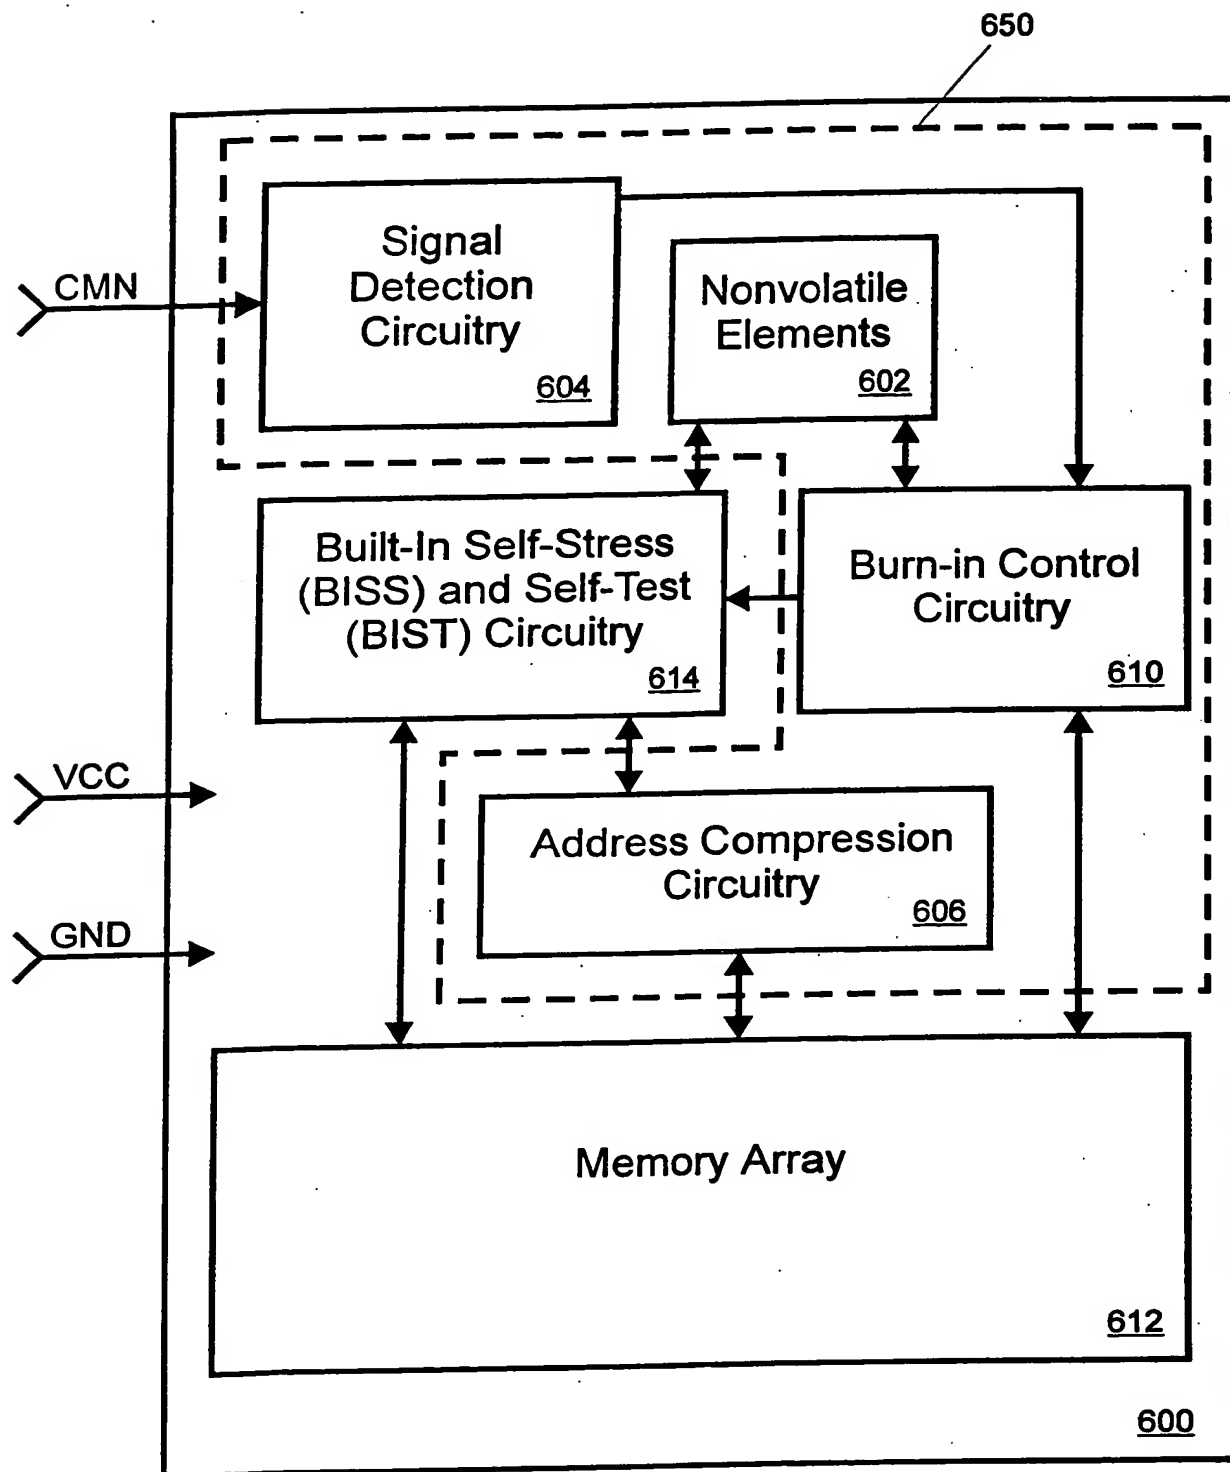 650
CMN
Signal
Detection
Circuitry
604
Nonvolatile
Elements
602
Built-In Self-Stress
(BISS) and Self-Test
(BIST) Circuitry
614
Burn-in Control
Circuitry
610
VCC
Address Compression
Circuitry
606
GND
Memory Array
612
600